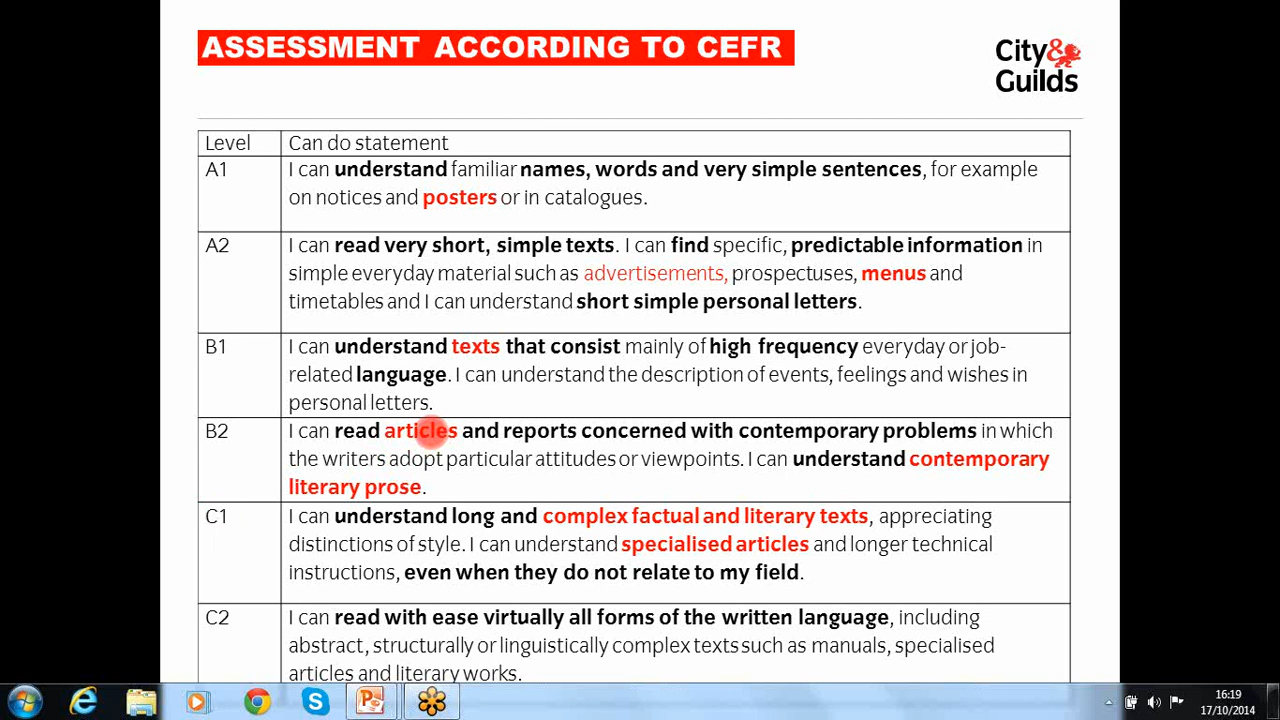 ASSESSMENT ACCORDING TO CEFR
City&
Guilds
Level Can do statement
A1 I can understand familiar names, words and very simple sentences, for example
on notices and posters or in catalogues.
A2 I can read very short, simple texts. I can find specific, predictable information in
simple everyday material such as advertisements, prospectuses, menus and
timetables and I can understand short simple personal letters.
B1 I can understand texts that consist mainly of high frequency everyday or job-
related language. I can understand the description of events, feelings and wishes in
personal letters.
B2 I can read articles and reports concerned with contemporary problems in which
the writers adopt particular attitudes or viewpoints. I can understand contemporary
literary prose.
C1 I can understand long and complex factual and literary texts, appreciating
distinctions of style. I can understand specialised articles and longer technical
instructions, even when they do not relate to my field.
C2 I can read with ease virtually all forms of the written language, including
abstract, structurally or linguistically complex texts such as manuals, specialised
articles and literary works.
16:19
17/10/2014